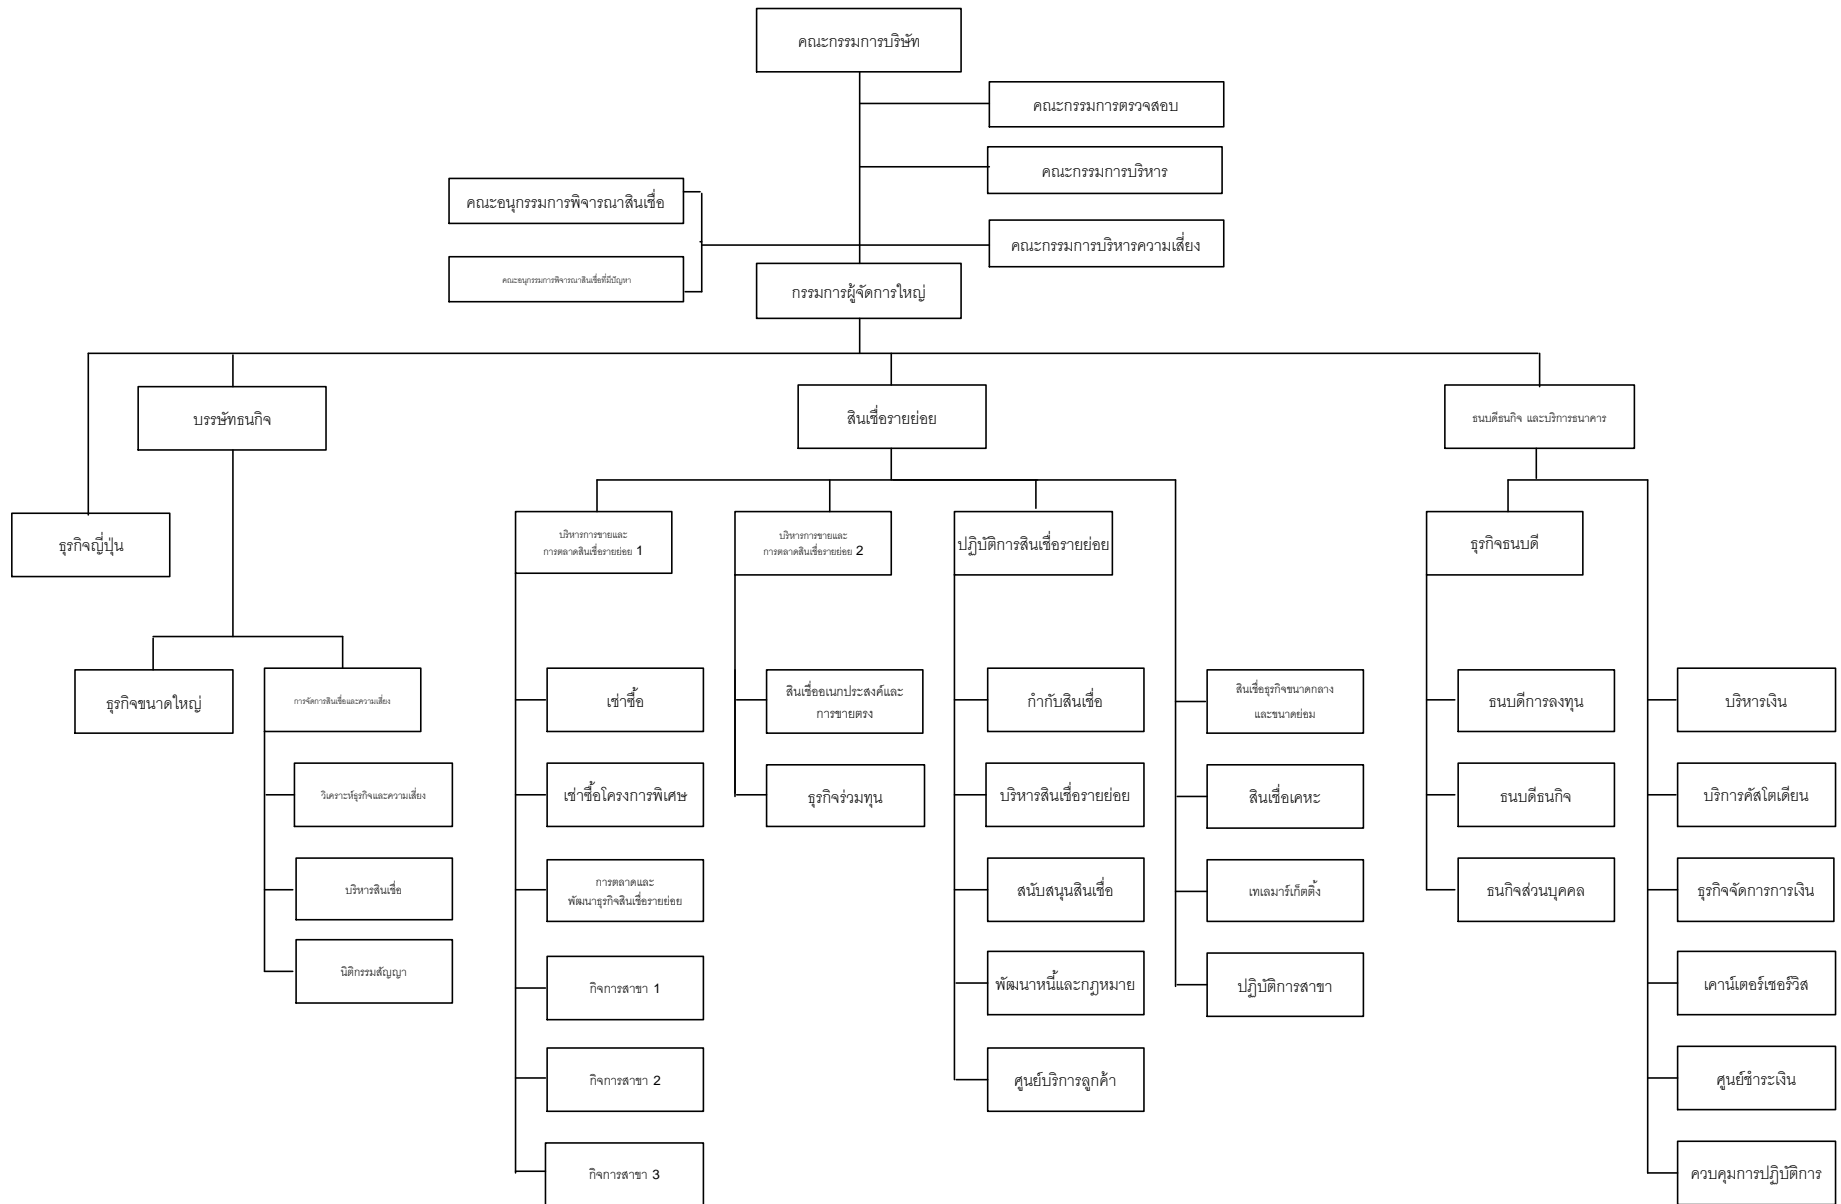 คณะกรรมการบริษัท
คณะกรรมการตรวจสอบ
คณะกรรมการบริหาร
คณะอนุกรรมการพิจารณาสินเชื่อ
คณะกรรมการบริหารความเสี่ยง
คณะอนุกรรมการพิจารณาสินเชื่อที่มีปัญหา
กรรมการผู้จัดการใหญ่
บรรษัทธนกิจ
สินเชื่อรายย่อย
ธนบดีธนกิจ และบริการธนาคาร
ธุรกิจญี่ปุ่น
บริหารการขายและ
การตลาดสินเชื่อรายย่อย 1
บริหารการขายและ
การตลาดสินเชื่อรายย่อย 2
ปฏิบัติการสินเชื่อรายย่อย
ธุรกิจธนบดี
ธุรกิจขนาดใหญ่
การจัดการสินเชื่อและความเสี่ยง
เช่าซื้อ
สินเชื่ออเนกประสงค์และ
การขายตรง
กำกับสินเชื่อ
สินเชื่อธุรกิจขนาดกลาง
และขนาดย่อม
ธนบดีการลงทุน
บริหารเงิน
วิเคราะห์ธุรกิจและความเสี่ยง
เช่าซื้อโครงการพิเศษ
ธุรกิจร่วมทุน
บริหารสินเชื่อรายย่อย
สินเชื่อเคหะ
ธนบดีธนกิจ
บริการคัสโตเดียน
บริหารสินเชื่อ
การตลาดและ
พัฒนาธุรกิจสินเชื่อรายย่อย
สนับสนุนสินเชื่อ
เทเลมาร์เก็ตติ้ง
ธนกิจส่วนบุคคล
ธุรกิจจัดการการเงิน
นิติกรรมสัญญา
กิจการสาขา 1
พัฒนาหนี้และกฎหมาย
ปฏิบัติการสาขา
เคาน์เตอร์เซอร์วิส
กิจการสาขา 2
ศูนย์บริการลูกค้า
ศูนย์ชำระเงิน
กิจการสาขา 3
ควบคุมการปฏิบัติการ